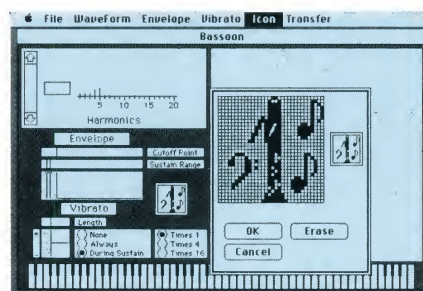 File WaveForm Envelope Vibrato Icon Transfer
Bassoon
5 10 15 20
Harmonics
Envelope
Cutoff Point
Sustain Range
Vibrato
Length
None
Always
During Sustain
Times 1
Times 4
Times 16
OK Erase
Cancel